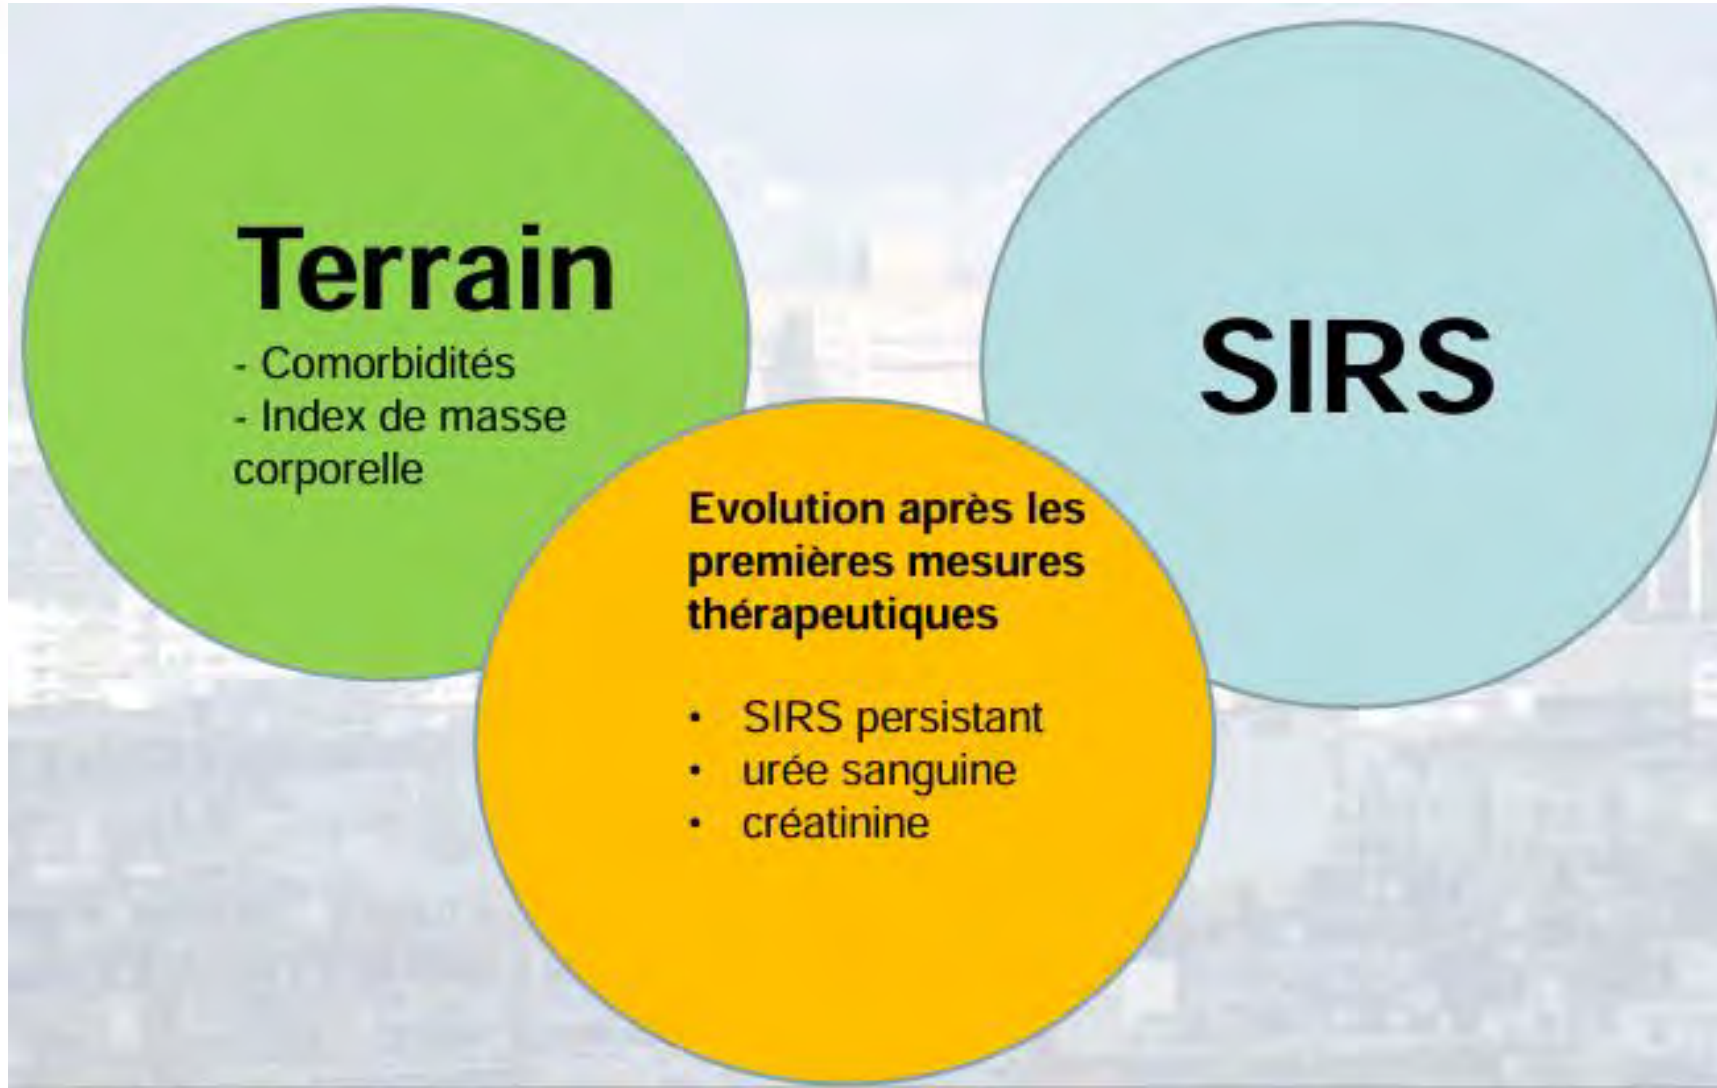 Terrain
- Comorbidités
- Index de masse
corporelle
SIRS
Evolution après les
premières mesures
thérapeutiques
• SIRS persistant
• urée sanguine
• créatinine